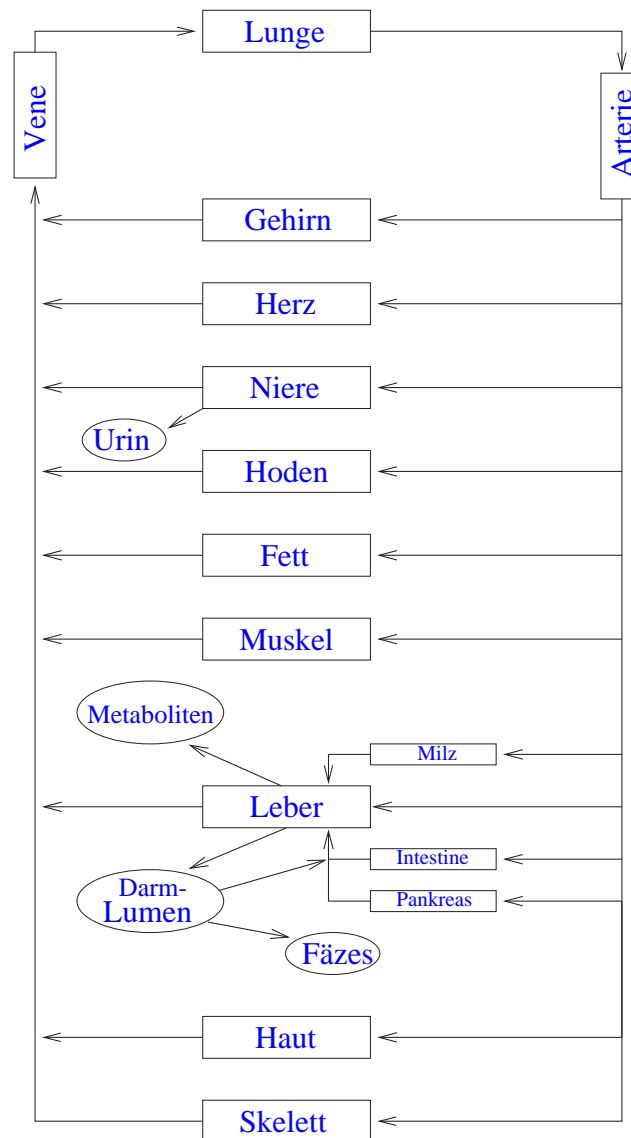 Lunge
Vene
Arterie
Gehirn
Herz
Niere
Urin
Hoden
Fett
Muskel
Metaboliten
Milz
Leber
Intestine
Darm-
Lumen
Pankreas
Fäzes
Haut
Skelett